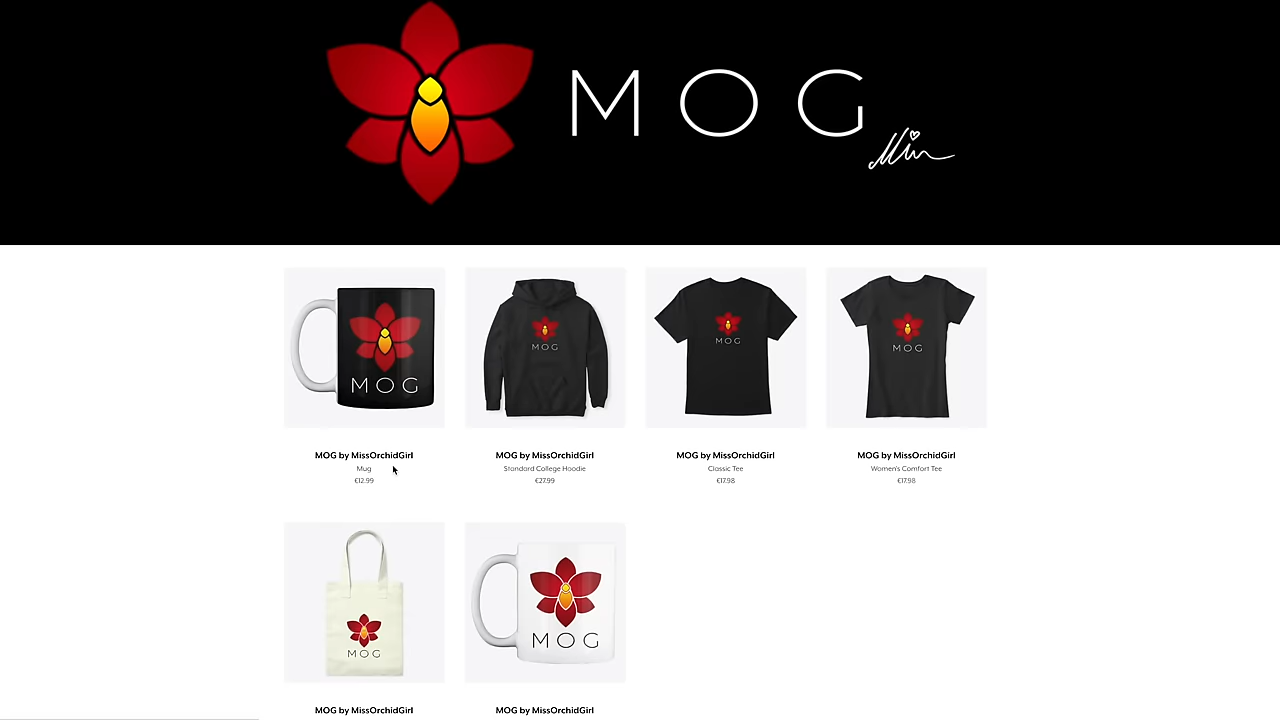 MOG
Min
MOG
MOG
MOG
MOG
MOG by MissOrchidGirl
Mug
€12.99
MOG by MissOrchidGirl
Standard College Hoodie
€27.99
MOG by MissOrchidGirl
Classic Tee
€17.98
MOG by MissOrchidGirl
Women's Comfort Tee
€17.98
MOG
MOG
MOG by MissOrchidGirl
MOG by MissOrchidGirl